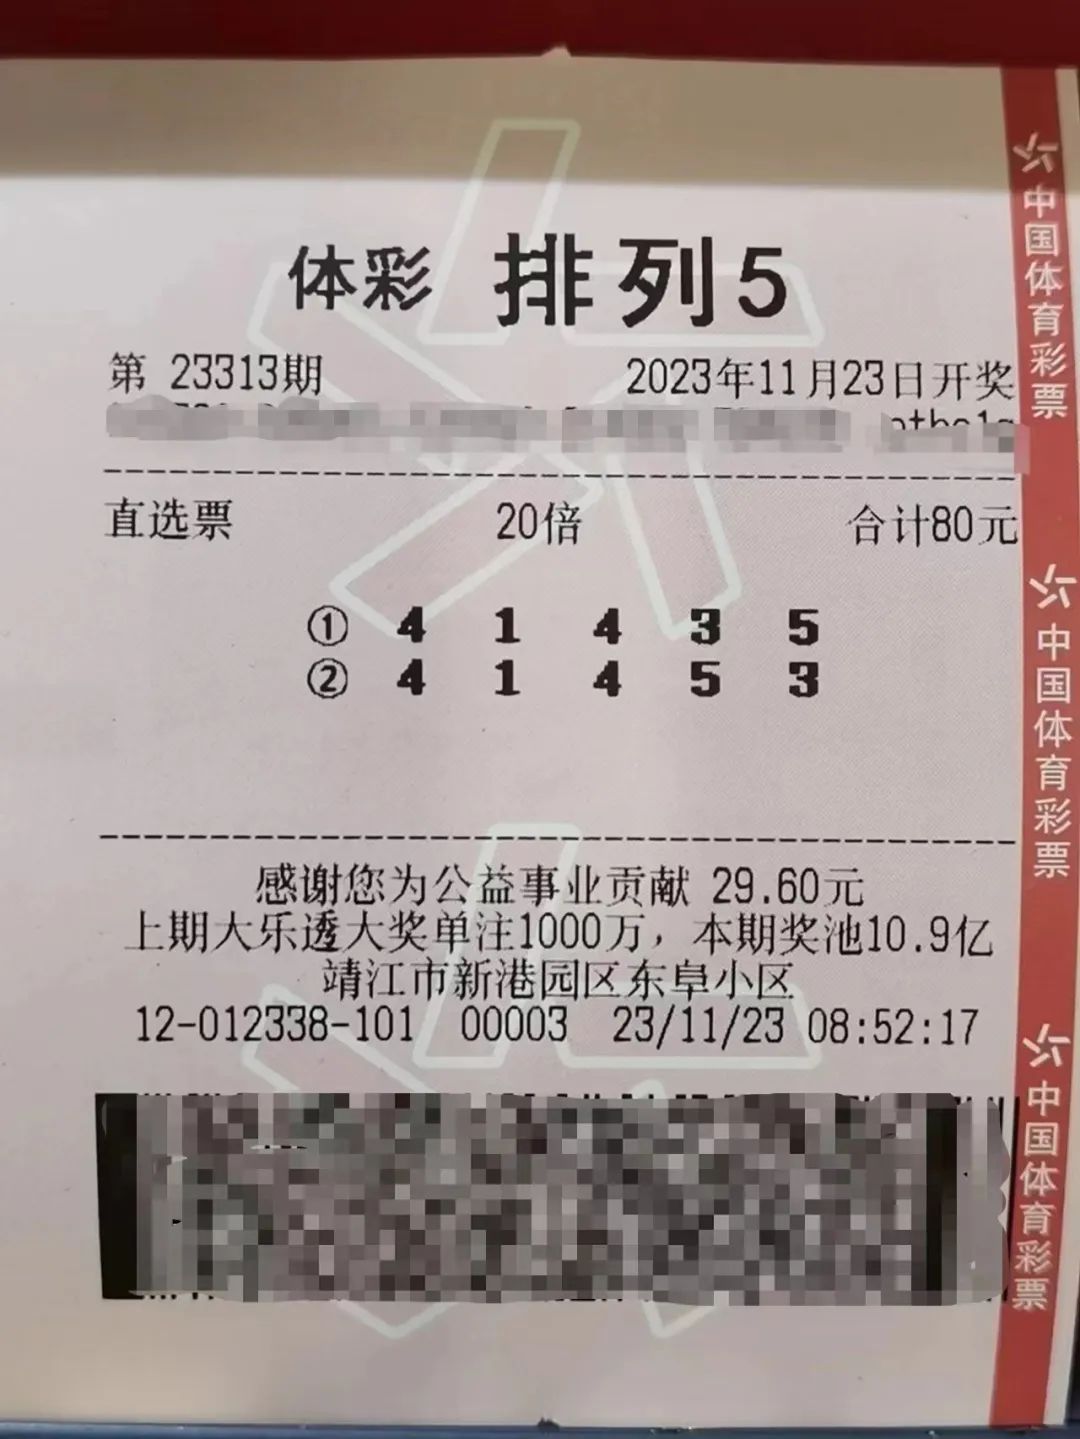 体彩 排列5
第 23313期 2023年11月23日开奖
直选票 20倍 合计80元
① 4 1 4 3 5
② 4 1 4 5 3
感谢您为公益事业贡献 29.60元
上期大乐透大奖单注1000万，本期奖池10.9亿
靖江市新港园区东阜小区
12-012338-101 00003 23/11/23 08:52:17
中国体育彩票
中国体育彩票
中国体育彩票